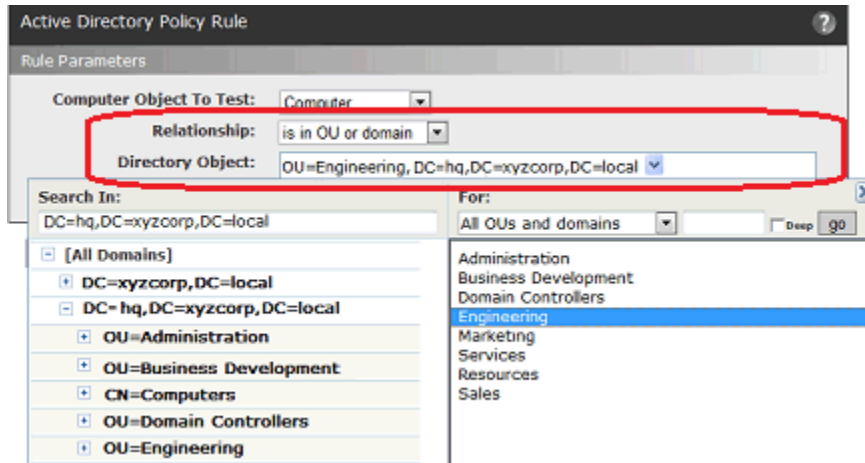 Active Directory Policy Rule
?
Rule Parameters
Computer Object To Test: Computer
Relationship: is in OU or domain
Directory Object: OU=Engineering, DC=hq,DC=xyzcorp,DC=local
Search In:
DC=hq,DC=xyzcorp,DC=local
For:
All OUs and domains Deep go
[All Domains]
DC=xyzcorp,DC=local
DC=hq,DC=xyzcorp,DC=local
OU=Administration
OU=Business Development
CN=Computers
OU=Domain Controllers
OU=Engineering
Administration
Business Development
Domain Controllers
Engineering
Marketing
Services
Resources
Sales